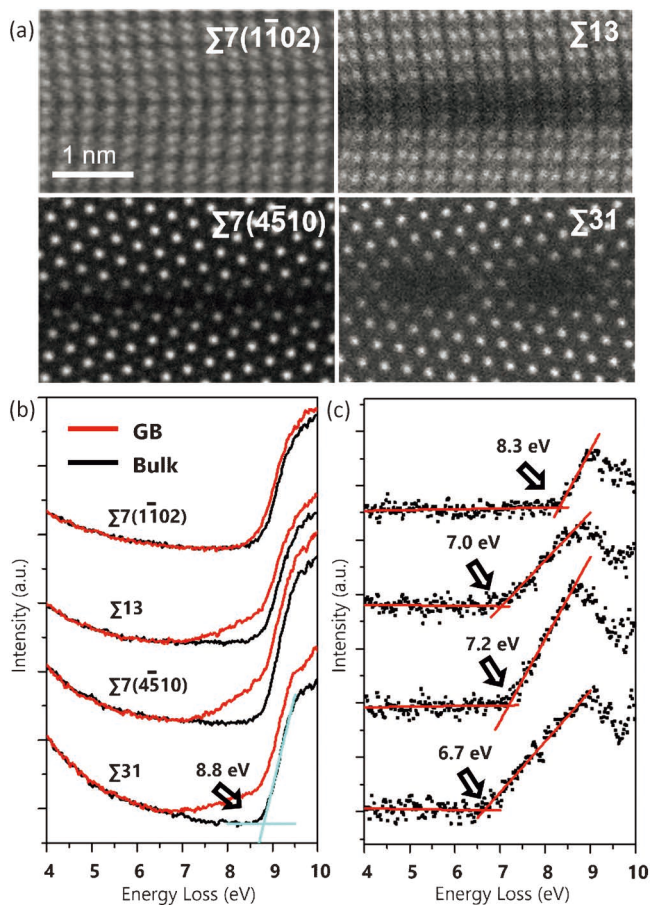 (a)
∑7(11̅02)
∑13
1 nm
∑7(45̅10)
∑31
(b)
(c)
GB
Bulk
∑7(11̅02)
∑13
∑7(45̅10)
∑31
8.8 eV
Intensity (a.u.)
4 5 6 7 8 9 10
Energy Loss (eV)
8.3 eV
7.0 eV
7.2 eV
6.7 eV
Intensity (a.u.)
4 5 6 7 8 9 10
Energy Loss (eV)